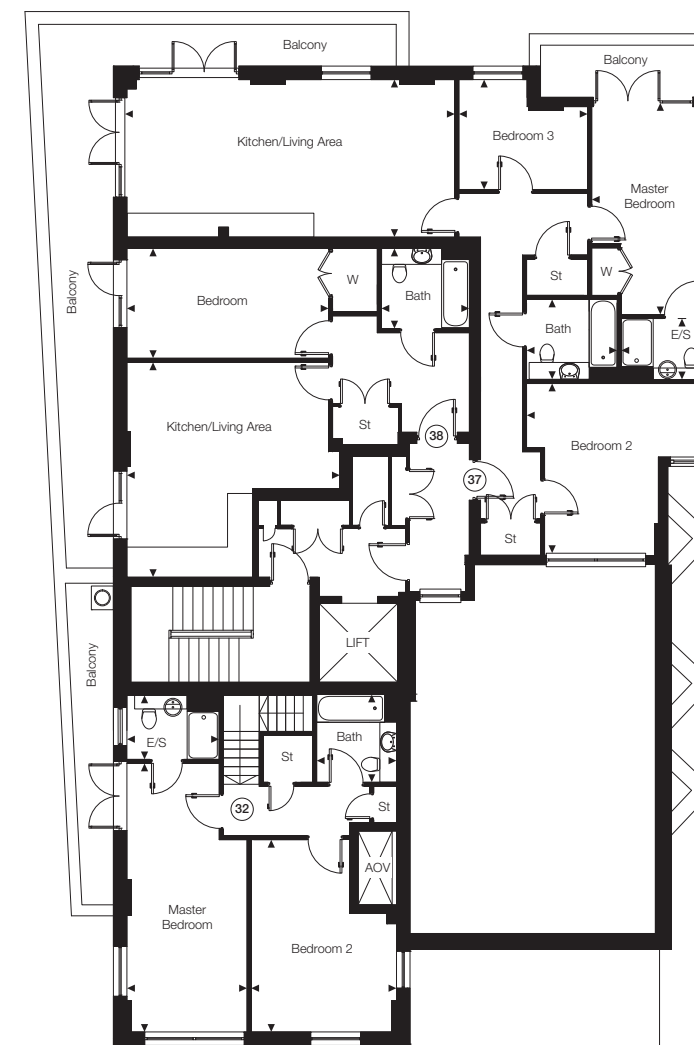 Balcony
Balcony
Kitchen/Living Area
Bedroom 3
Master
Bedroom
Balcony
Bedroom
W
Bath
St
W
Bath
E/S
Kitchen/Living Area
St
38
37
Bedroom 2
St
LIFT
Balcony
E/S
St
Bath
32
St
AOV
Master
Bedroom
Bedroom 2